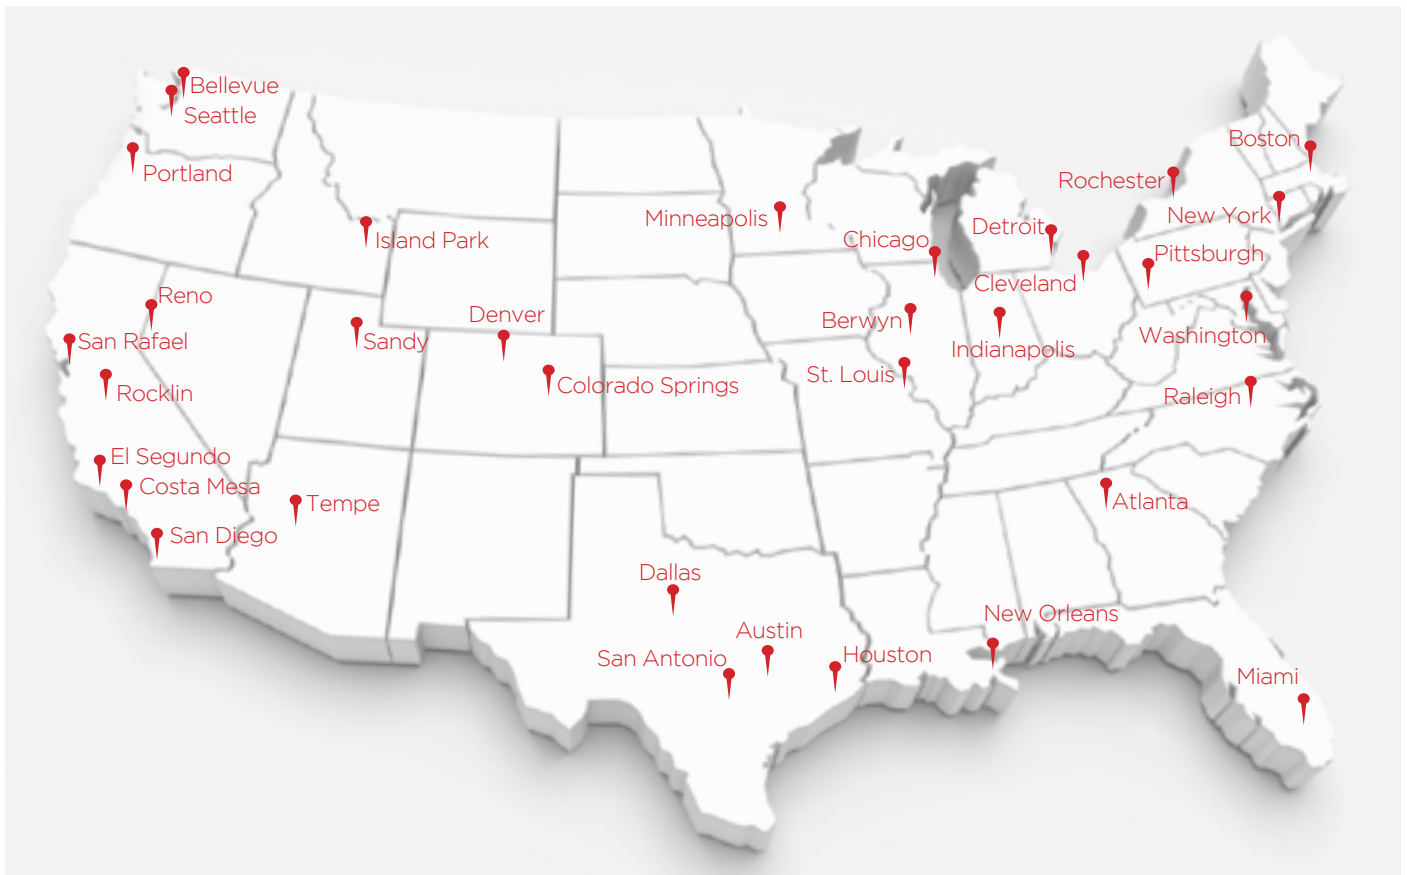 Bellevue
Seattle
Boston
Portland
Rochester
New York
Minneapolis
Detroit
Chicago
Island Park
Pittsburgh
Cleveland
Reno
Denver
Berwyn
Washington
San Rafael
Sandy
Indianapolis
St. Louis
Colorado Springs
Rocklin
Raleigh
El Segundo
Costa Mesa
Tempe
Atlanta
San Diego
Dallas
New Orleans
Austin
San Antonio
Houston
Miami